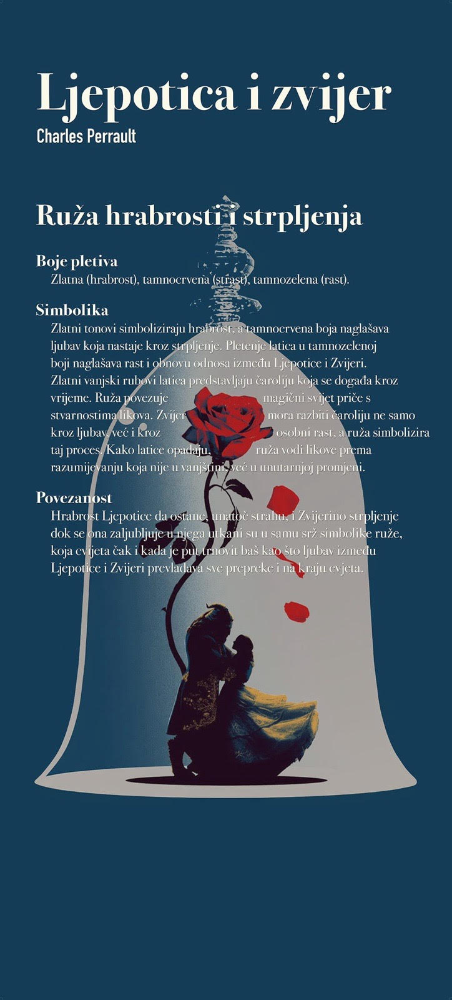 Ljepotica i zvijer
Charles Perrault
Ruža hrabrosti i strpljenja
Boje pletiva
Zlatna (hrabrost), tamnocrvena (strast), tamnozelena (rast).
Simbolika
Zlatni tonovi simboliziraju hrabrost, a tamnocrvena boja naglašava
ljubav koja nastaje kroz strpljenje. Pletenje latica u tamnozelenoj
boji naglašava rast i obnovu odnosa između Ljepotice i Zvijeri.
Zlatni vanjski rubovi latica predstavljaju čaroliju koja se događa kroz
vrijeme. Ruža povezuje magični svijet priče s
stvarnostima likova. Zvijer mora razbiti čaroliju ne samo
kroz ljubav, već i kroz osobni rast, a ruža simbolizira
taj proces. Kako latice opadaju, ruža vodi likove prema
razumijevanju koja nije u vanjštini, već u unutarnjoj promjeni.
Povezanost
Hrabrost Ljepotice da ostane, unatoč strahu, i Zvijerino strpljenje
dok se ona zaljubljuje u njega utkani su u samu srž simbolike ruže,
koja cvijeta čak i kada je put trnovit baš kao što ljubav između
Ljepotice i Zvijeri prevladava sve prepreke i na kraju cvjeta.